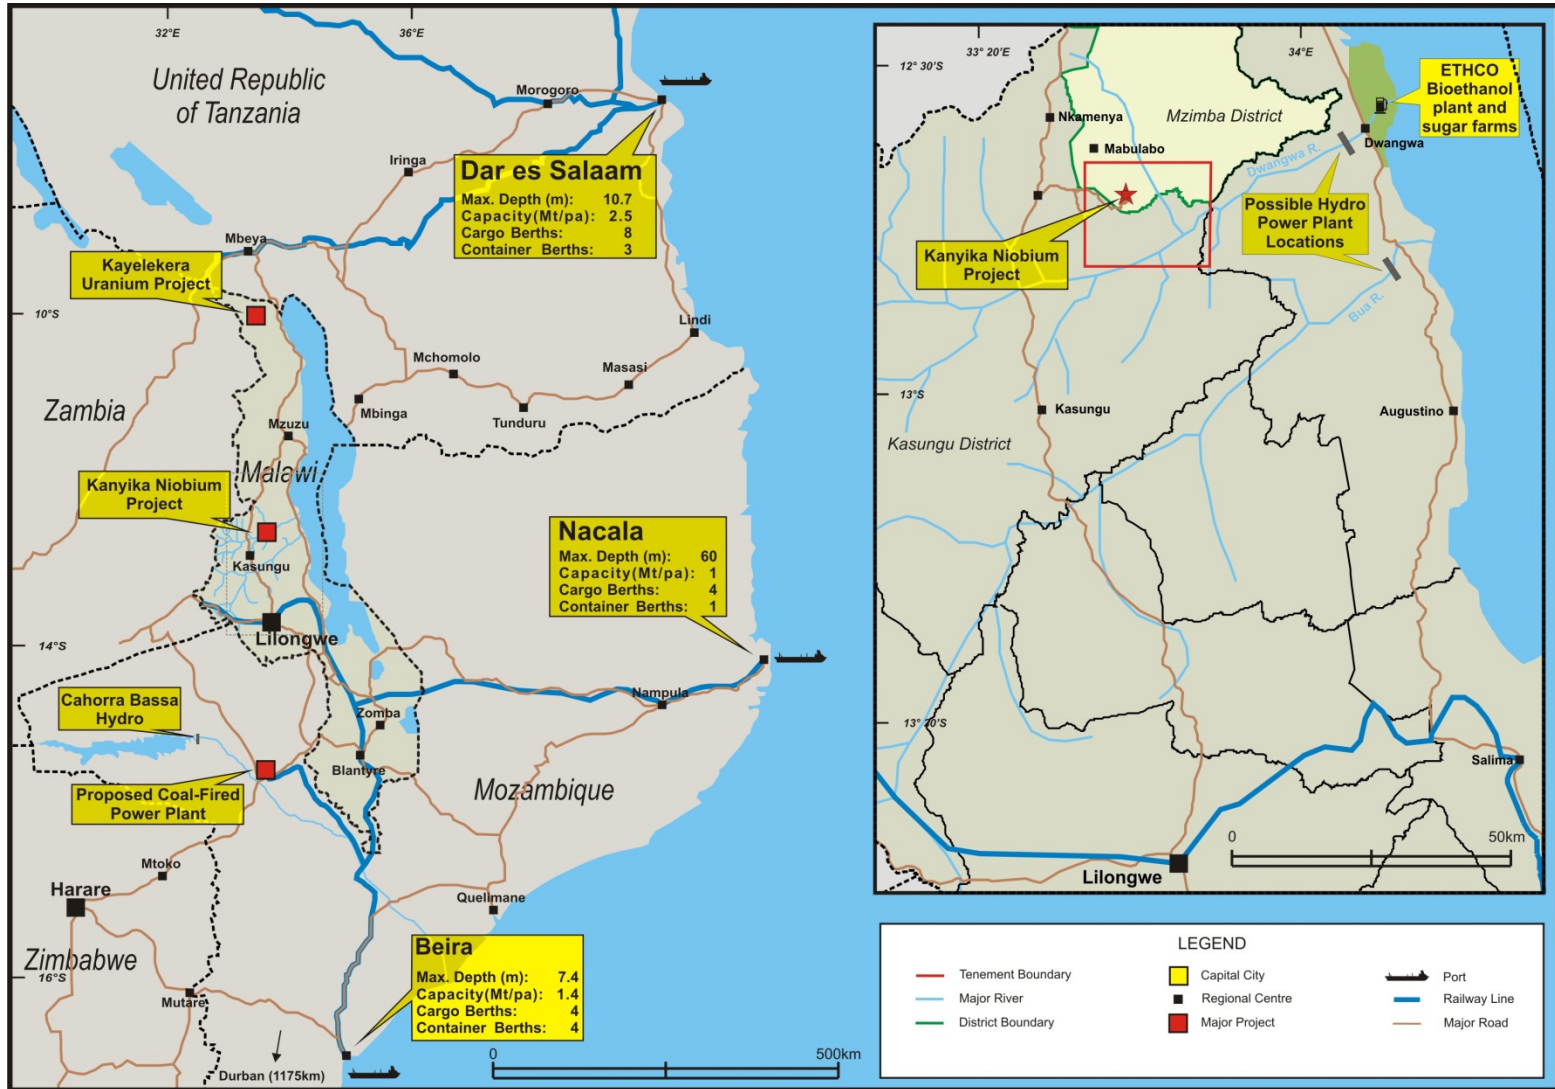 32°E
36°E
United Republic
of Tanzania
Morogoro
Iringa
Dar es Salaam
Max. Depth (m): 10.7
Capacity(Mt/pa): 2.5
Cargo Berths: 8
Container Berths: 3
Mbeya
Kayelekera
Uranium Project
10°S
Lindi
Mchomolo
Masasi
Zambia
Mbinga
Tunduru
Mzuzu
Malawi
Kanyika Niobium
Project
Nacala
Max. Depth (m): 60
Capacity(Mt/pa): 1
Cargo Berths: 4
Container Berths: 1
Kasungu
Lilongwe
14°S
Cahorra Bassa
Hydro
Nampula
Zomba
Blantyre
Mozambique
Proposed Coal-Fired
Power Plant
Mtoko
Harare
Quelimane
Zimbabwe
16°S
Beira
Max. Depth (m): 7.4
Capacity(Mt/pa): 1.4
Cargo Berths: 4
Container Berths: 4
Mutare
Durban (1175km)
0
500km
33° 20'E
34°E
12° 30'S
ETHCO
Bioethanol
plant and
sugar farms
Nkamenya
Mzimba District
Mabulabo
Dwangwa
Dwangwa R.
Possible Hydro
Power Plant
Locations
Kanyika Niobium
Project
Bua R.
13°S
Kasungu
Augustino
Kasungu District
13° 20'S
Salima
0
50km
Lilongwe
LEGEND
Tenement Boundary
Capital City
Port
Major River
Regional Centre
Railway Line
District Boundary
Major Project
Major Road